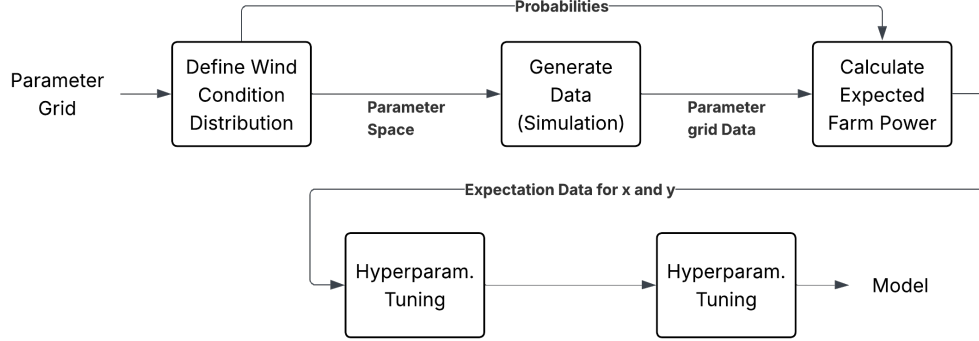 Probabilities
Parameter
Grid
Define Wind
Condition
Distribution
Parameter
Space
Generate
Data
(Simulation)
Parameter
grid Data
Calculate
Expected
Farm Power
Expectation Data for x and y
Hyperparam.
Tuning
Hyperparam.
Tuning
Model